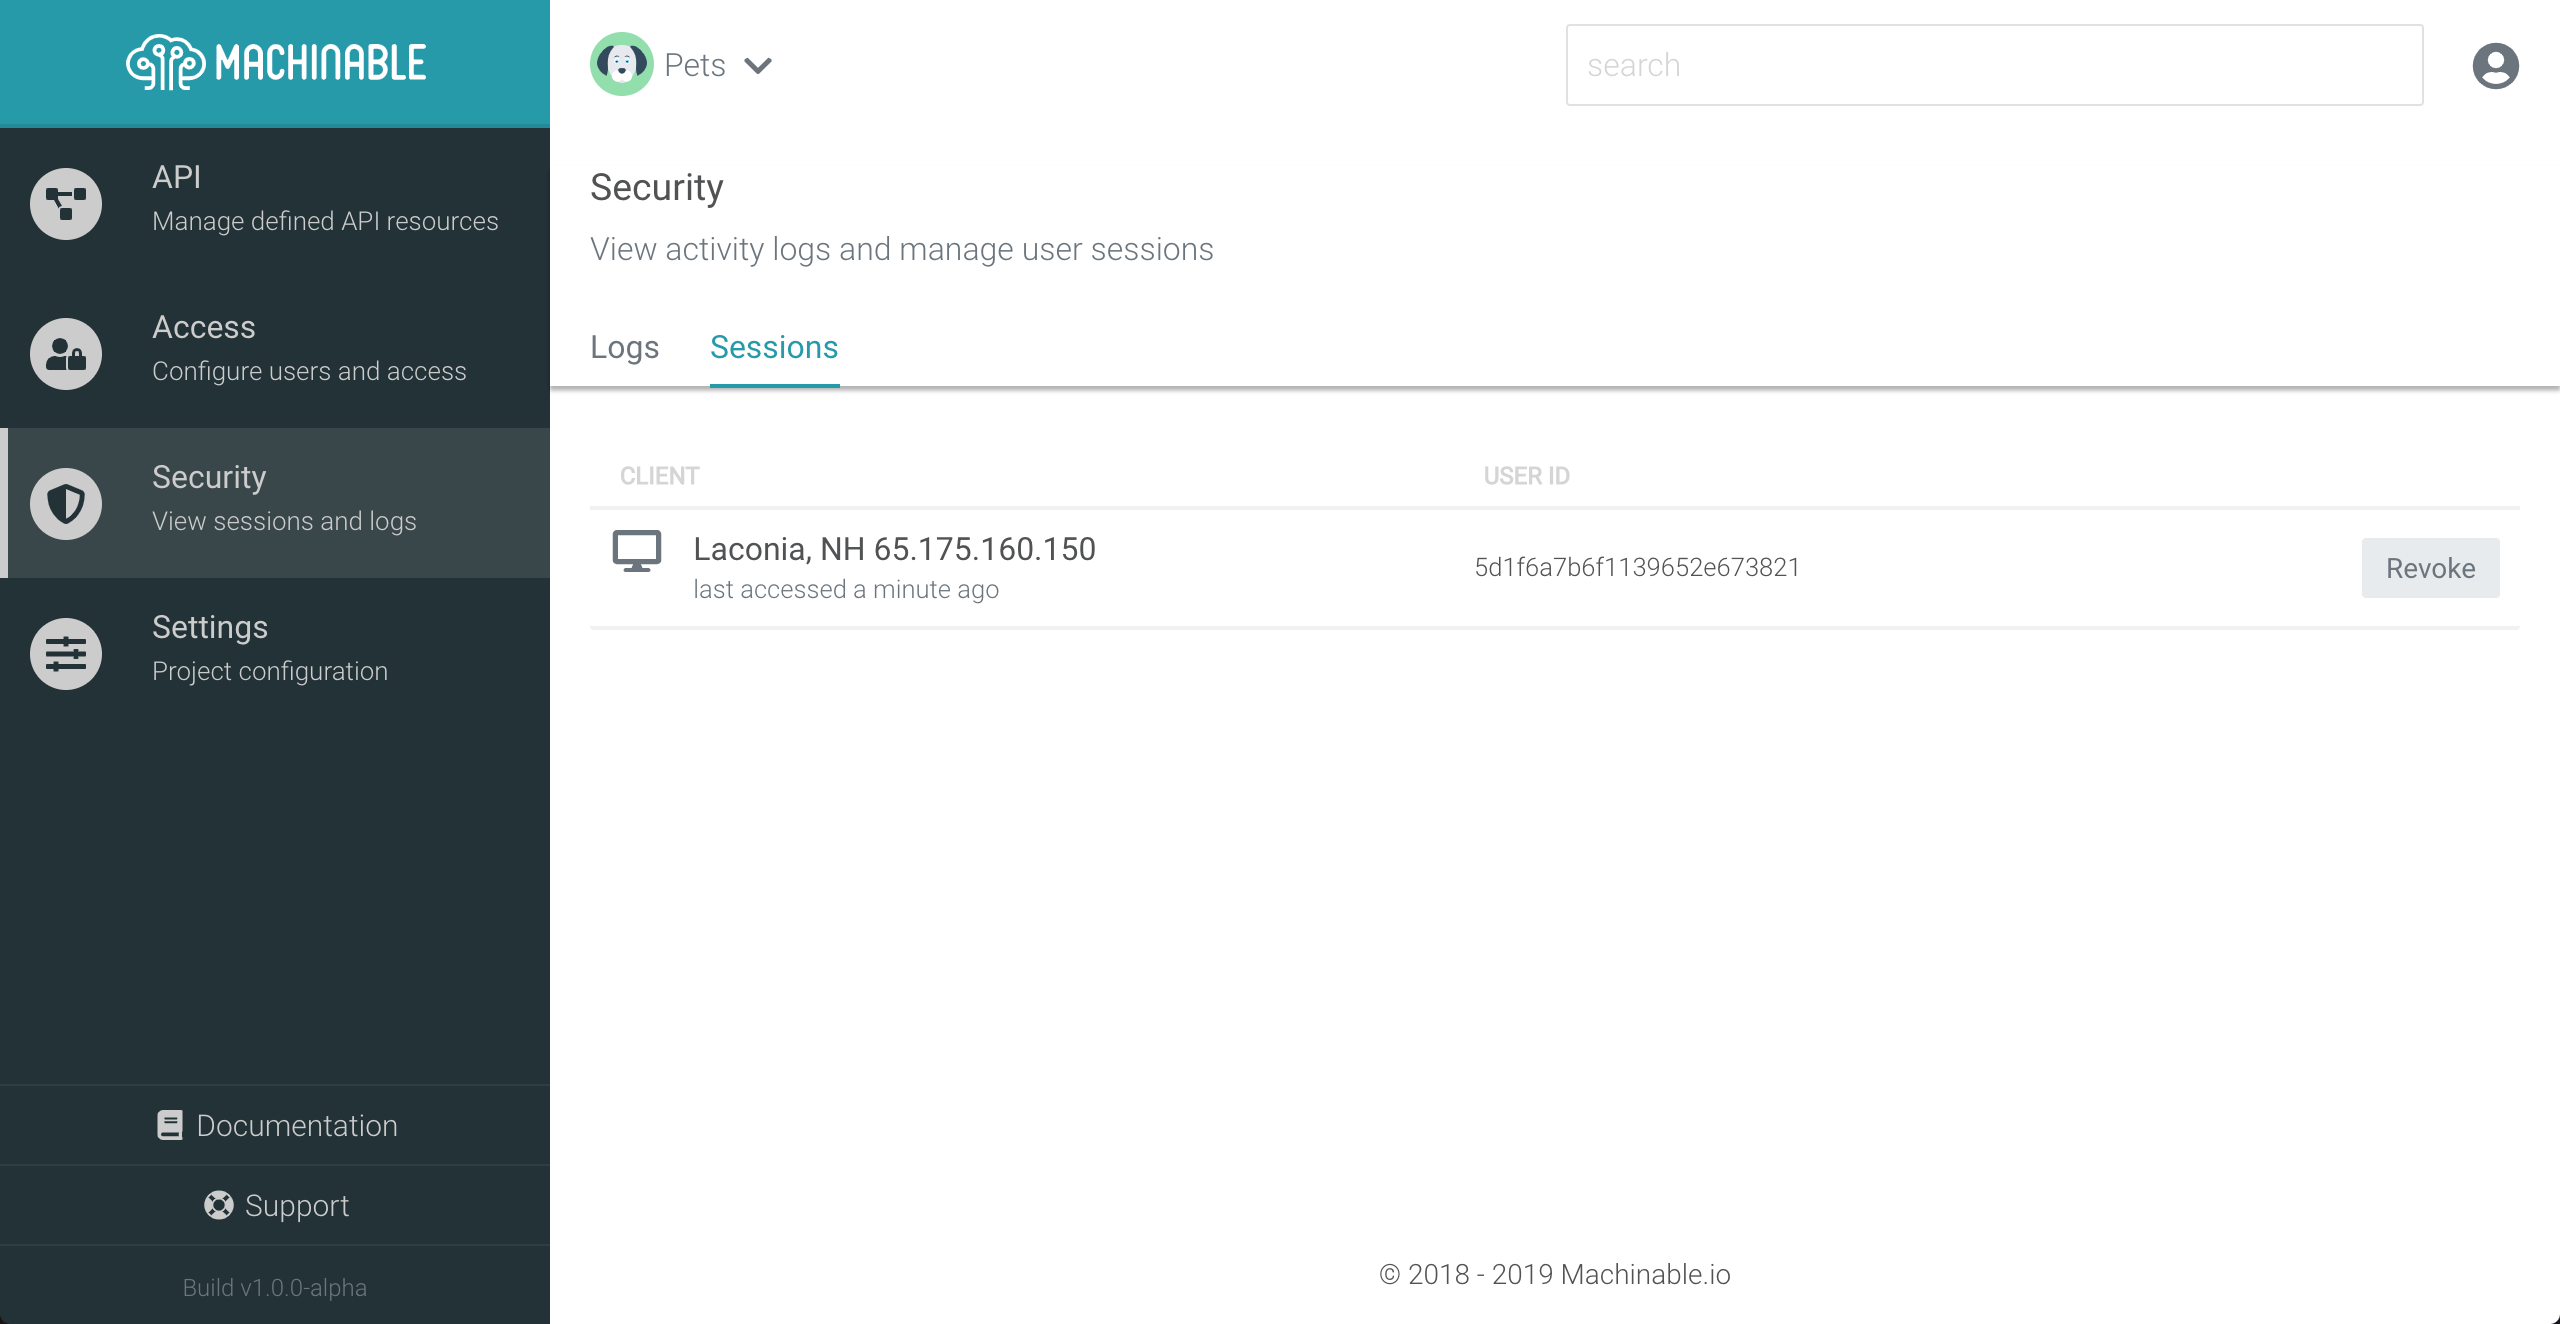 MACHINABLE
API
Manage defined API resources
Access
Configure users and access
Security
View sessions and logs
Settings
Project configuration
Documentation
Support
Build v1.0.0-alpha
Pets
search
Security
View activity logs and manage user sessions
Logs Sessions
CLIENT USER ID
Laconia, NH 65.175.160.150
last accessed a minute ago
5d1f6a7b6f1139652e673821
Revoke
© 2018 - 2019 Machinable.io